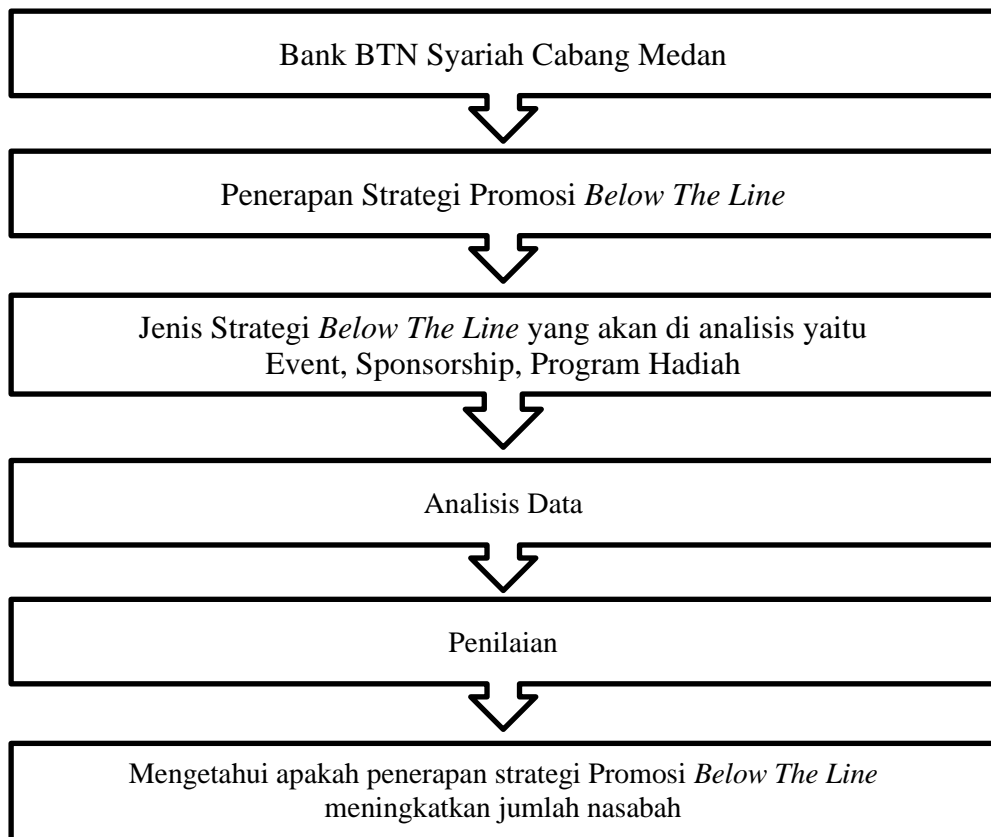 Bank BTN Syariah Cabang Medan
Penerapan Strategi Promosi Below The Line
Jenis Strategi Below The Line yang akan di analisis yaitu
Event, Sponsorship, Program Hadiah
Analisis Data
Penilaian
Mengetahui apakah penerapan strategi Promosi Below The Line
meningkatkan jumlah nasabah